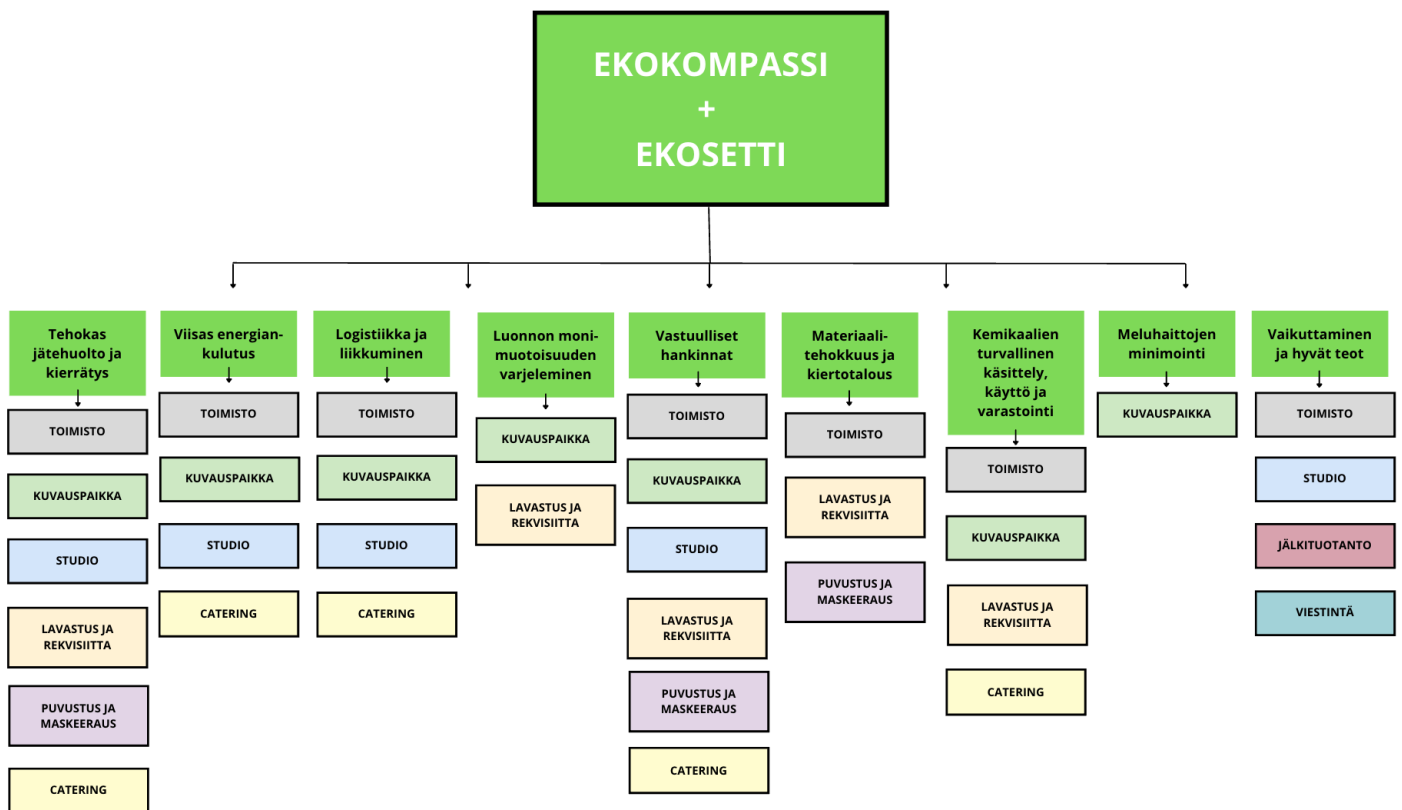 EKOKOMPASSI
+
EKOSETTI
Tehokas
jätehuolto ja
kierrätys
TOIMISTO
KUVAUSPAIKKA
STUDIO
LAVASTUS JA
REKVISIITTA
PUVUSTUS JA
MASKEERAUS
CATERING
Viisas energian-
kulutus
TOIMISTO
KUVAUSPAIKKA
STUDIO
CATERING
Logistiikka ja
liikkuminen
TOIMISTO
KUVAUSPAIKKA
STUDIO
CATERING
Luonnon moni-
muotoisuuden
varjeleminen
KUVAUSPAIKKA
LAVASTUS JA
REKVISIITTA
Vastuulliset
hankinnat
TOIMISTO
KUVAUSPAIKKA
STUDIO
LAVASTUS JA
REKVISIITTA
PUVUSTUS JA
MASKEERAUS
CATERING
Materiaali-
tehokkuus ja
kiertotalous
TOIMISTO
LAVASTUS JA
REKVISIITTA
PUVUSTUS JA
MASKEERAUS
Kemikaalien
turvallinen
käsittely,
käyttö ja
varastointi
TOIMISTO
KUVAUSPAIKKA
LAVASTUS JA
REKVISIITTA
CATERING
Meluhaittojen
minimointi
KUVAUSPAIKKA
Vaikuttaminen
ja hyvät teot
TOIMISTO
STUDIO
JÄLKITUOTANTO
VIESTINTÄ